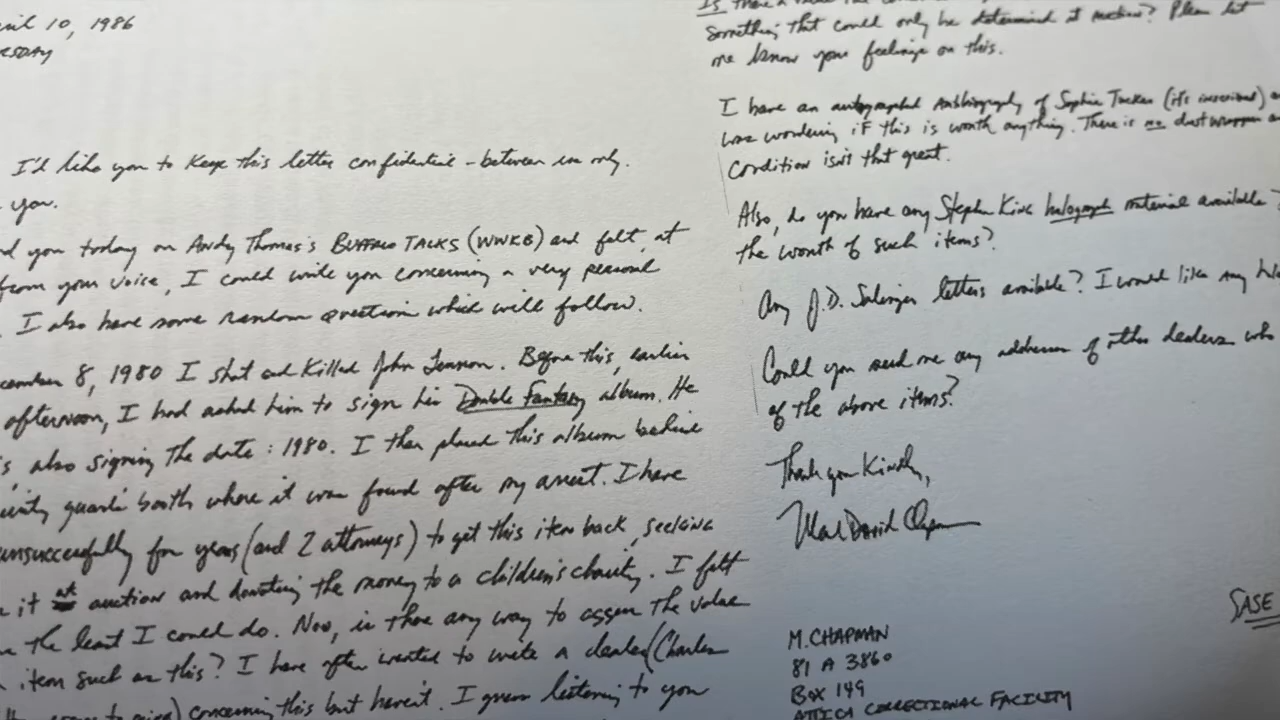 ril 10, 1986
rsday
I'd like you to keep this letter confidential - between us only.
you.
d you today on Andy Thomas's BUFFALO TALKS (WWKB) and felt, at
from your voice, I could write you concerning a very personal
. I also have some random question which will follow.
cember 8, 1980 I shot and killed John Lennon. Before this, earlier
afternoon, I had asked him to sign his Double Fantasy album. He
s also signing the date: 1980. I then placed this album behind
urity guard's booth where it was found after my arrest. I have
unsuccessfully for years (and 2 attorneys) to get this item back, seeking
it at auction and donating the money to a children's charity. I felt
the least I could do. Now, is there any way to assess the value
item such as this? I have often wanted to write a dealer (Charles
) concerning this but haven't. I guess listening to you
Is there a
something that could only be determined at auction? Please let
me know your feelings on this.
I have an autographed Autobiography of Sophie Tucker (it's inscribed) a
was wondering if this is worth anything. There is no dust wrapper an
condition isn't that great.
Also, do you have any Stephen King holograph material available?
the worth of such items?
Any J.D. Salinger letters available? I would like any
Could you send me any addresses of other dealers who
of the above items?
Thank you Kindly,
Mark David Chapman
SASE
M. CHAPMAN
81 A 3860
Box 149
ATTICA CORRECTIONAL FACILITY